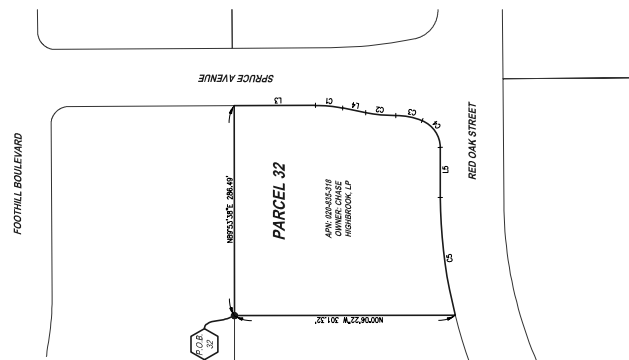 SPRUCE AVENUE
FOOTHILL BOULEVARD
RED OAK STREET
L3
C1
L4
C2
C3
C4
L5
C5
N89°53'38"E 286.49'
PARCEL 32
APN: 020-835-318
OWNER: CHASE
HIGHBROOK, LP
N00°06'22"W 301.32'
P.O.B.
32